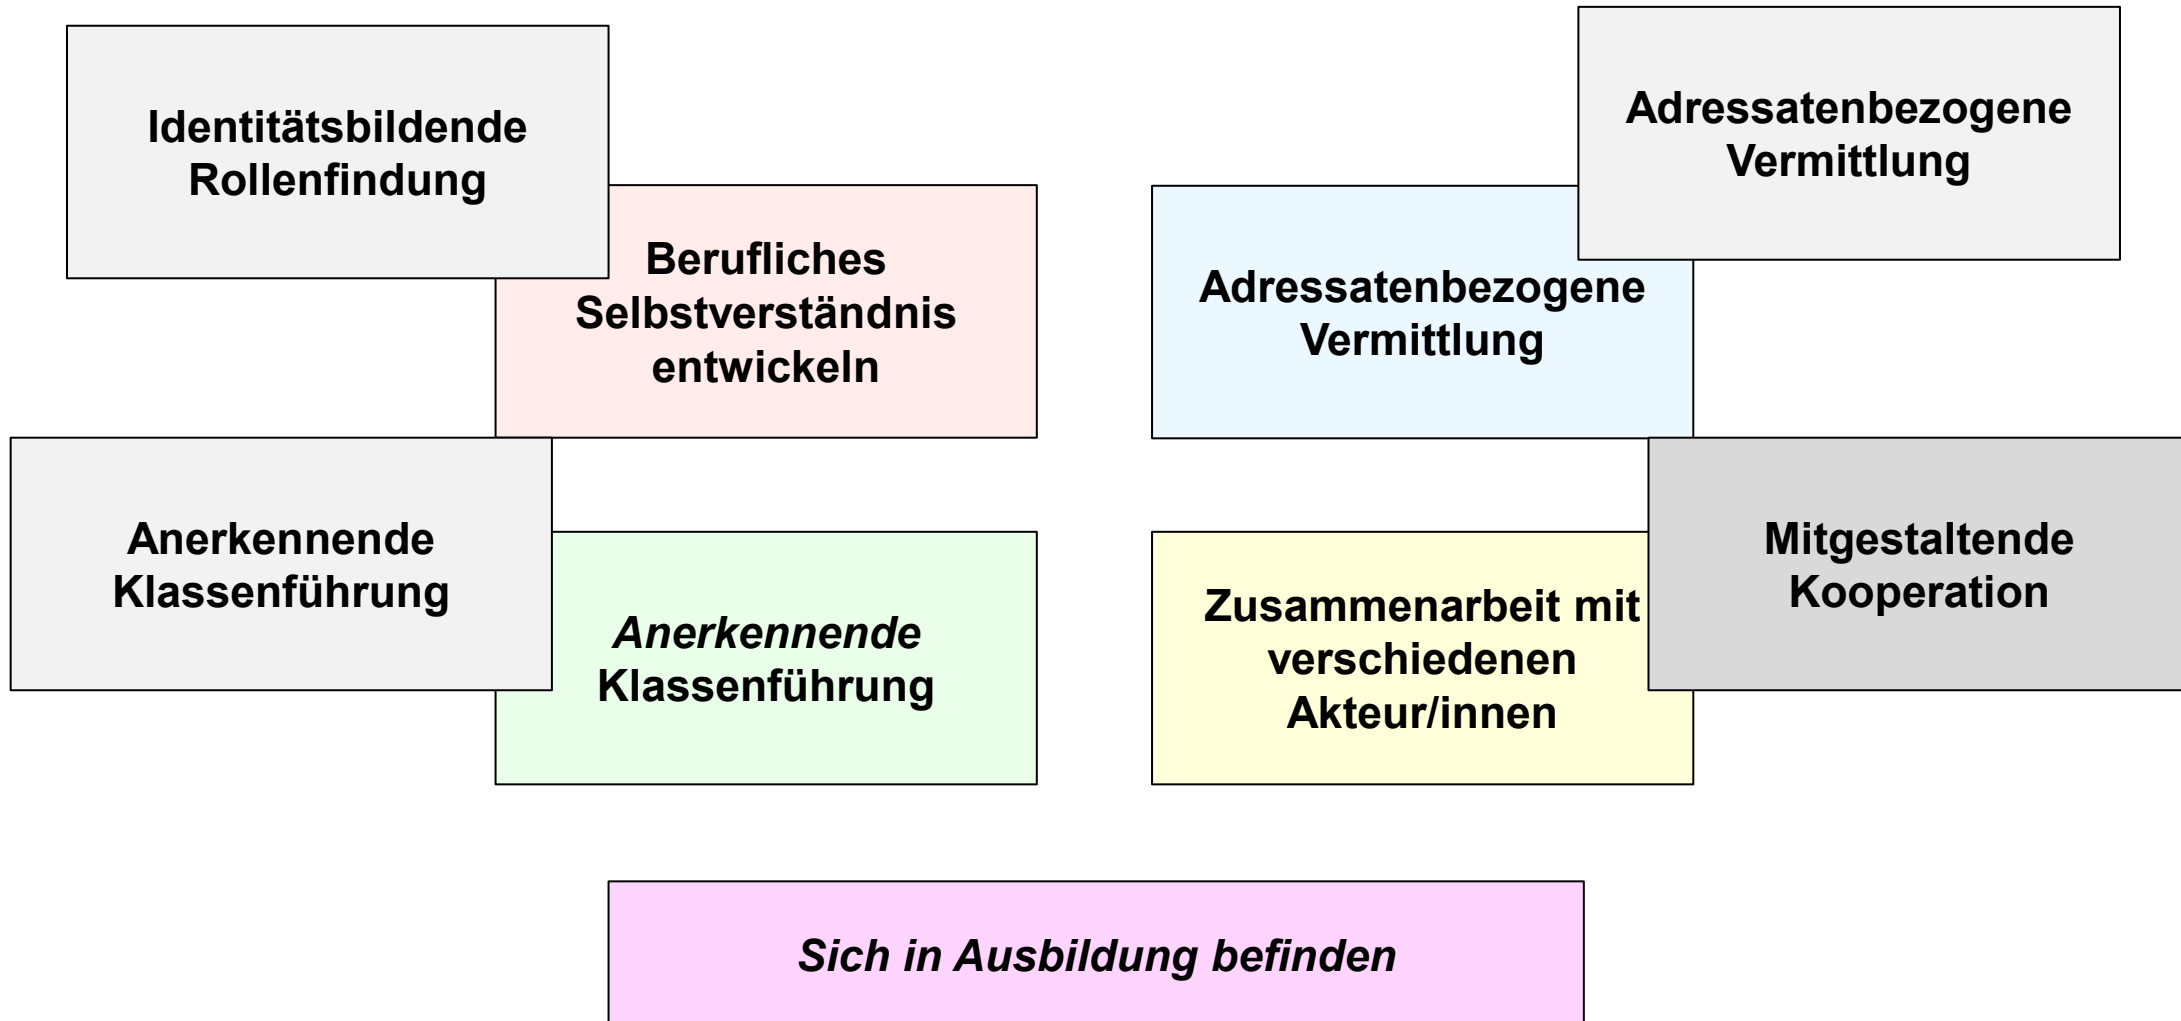 Identitätsbildende
Rollenfindung
Adressatenbezogene
Vermittlung
Berufliches
Selbstverständnis
entwickeln
Adressatenbezogene
Vermittlung
Anerkennende
Klassenführung
Mitgestaltende
Kooperation
Anerkennende
Klassenführung
Zusammenarbeit mit
verschiedenen
Akteur/innen
Sich in Ausbildung befinden